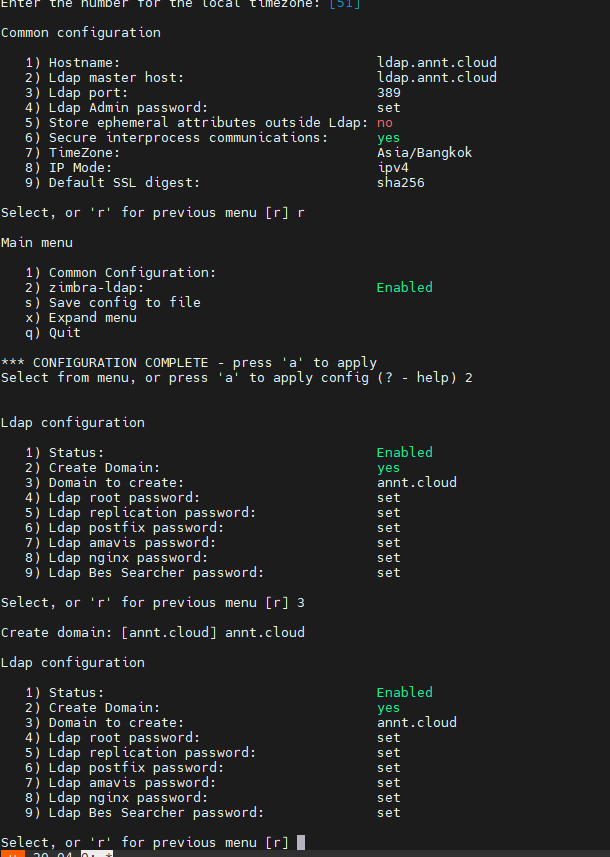 Enter the number for the local timezone: [51]
Common configuration
1) Hostname: ldap.annt.cloud
2) Ldap master host: ldap.annt.cloud
3) Ldap port: 389
4) Ldap Admin password: set
5) Store ephemeral attributes outside Ldap: no
6) Secure interprocess communications: yes
7) TimeZone: Asia/Bangkok
8) IP Mode: ipv4
9) Default SSL digest: sha256
Select, or 'r' for previous menu [r] r
Main menu
1) Common Configuration:
2) zimbra-ldap: Enabled
s) Save config to file
x) Expand menu
q) Quit
*** CONFIGURATION COMPLETE - press 'a' to apply
Select from menu, or press 'a' to apply config (? - help) 2
Ldap configuration
1) Status: Enabled
2) Create Domain: yes
3) Domain to create: annt.cloud
4) Ldap root password: set
5) Ldap replication password: set
6) Ldap postfix password: set
7) Ldap amavis password: set
8) Ldap nginx password: set
9) Ldap Bes Searcher password: set
Select, or 'r' for previous menu [r] 3
Create domain: [annt.cloud] annt.cloud
Ldap configuration
1) Status: Enabled
2) Create Domain: yes
3) Domain to create: annt.cloud
4) Ldap root password: set
5) Ldap replication password: set
6) Ldap postfix password: set
7) Ldap amavis password: set
8) Ldap nginx password: set
9) Ldap Bes Searcher password: set
Select, or 'r' for previous menu [r]